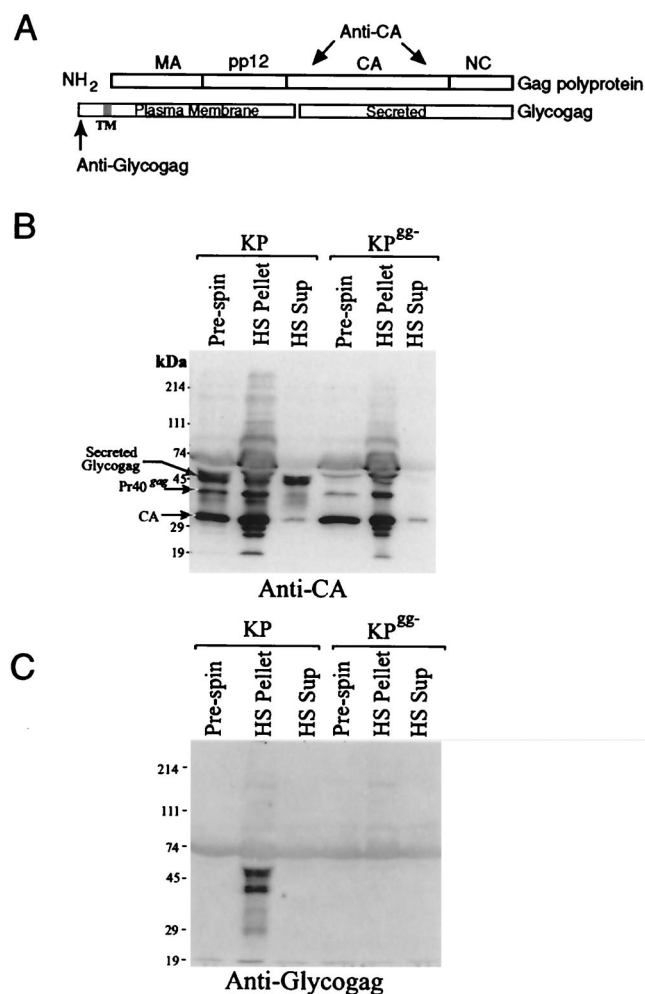 A
Anti-CA
MA pp12 CA NC
NH2 Gag polyprotein
Plasma Membrane Secreted Glycogag
TM
Anti-Glycogag
B
KP KPgg-
Pre-spin HS Pellet HS Sup Pre-spin HS Pellet HS Sup
kDa
214
111
74
Secreted Glycogag
45
Pr40gag
CA
29
19
Anti-CA
C
KP KPgg-
Pre-spin HS Pellet HS Sup Pre-spin HS Pellet HS Sup
214
111
74
45
29
19
Anti-Glycogag